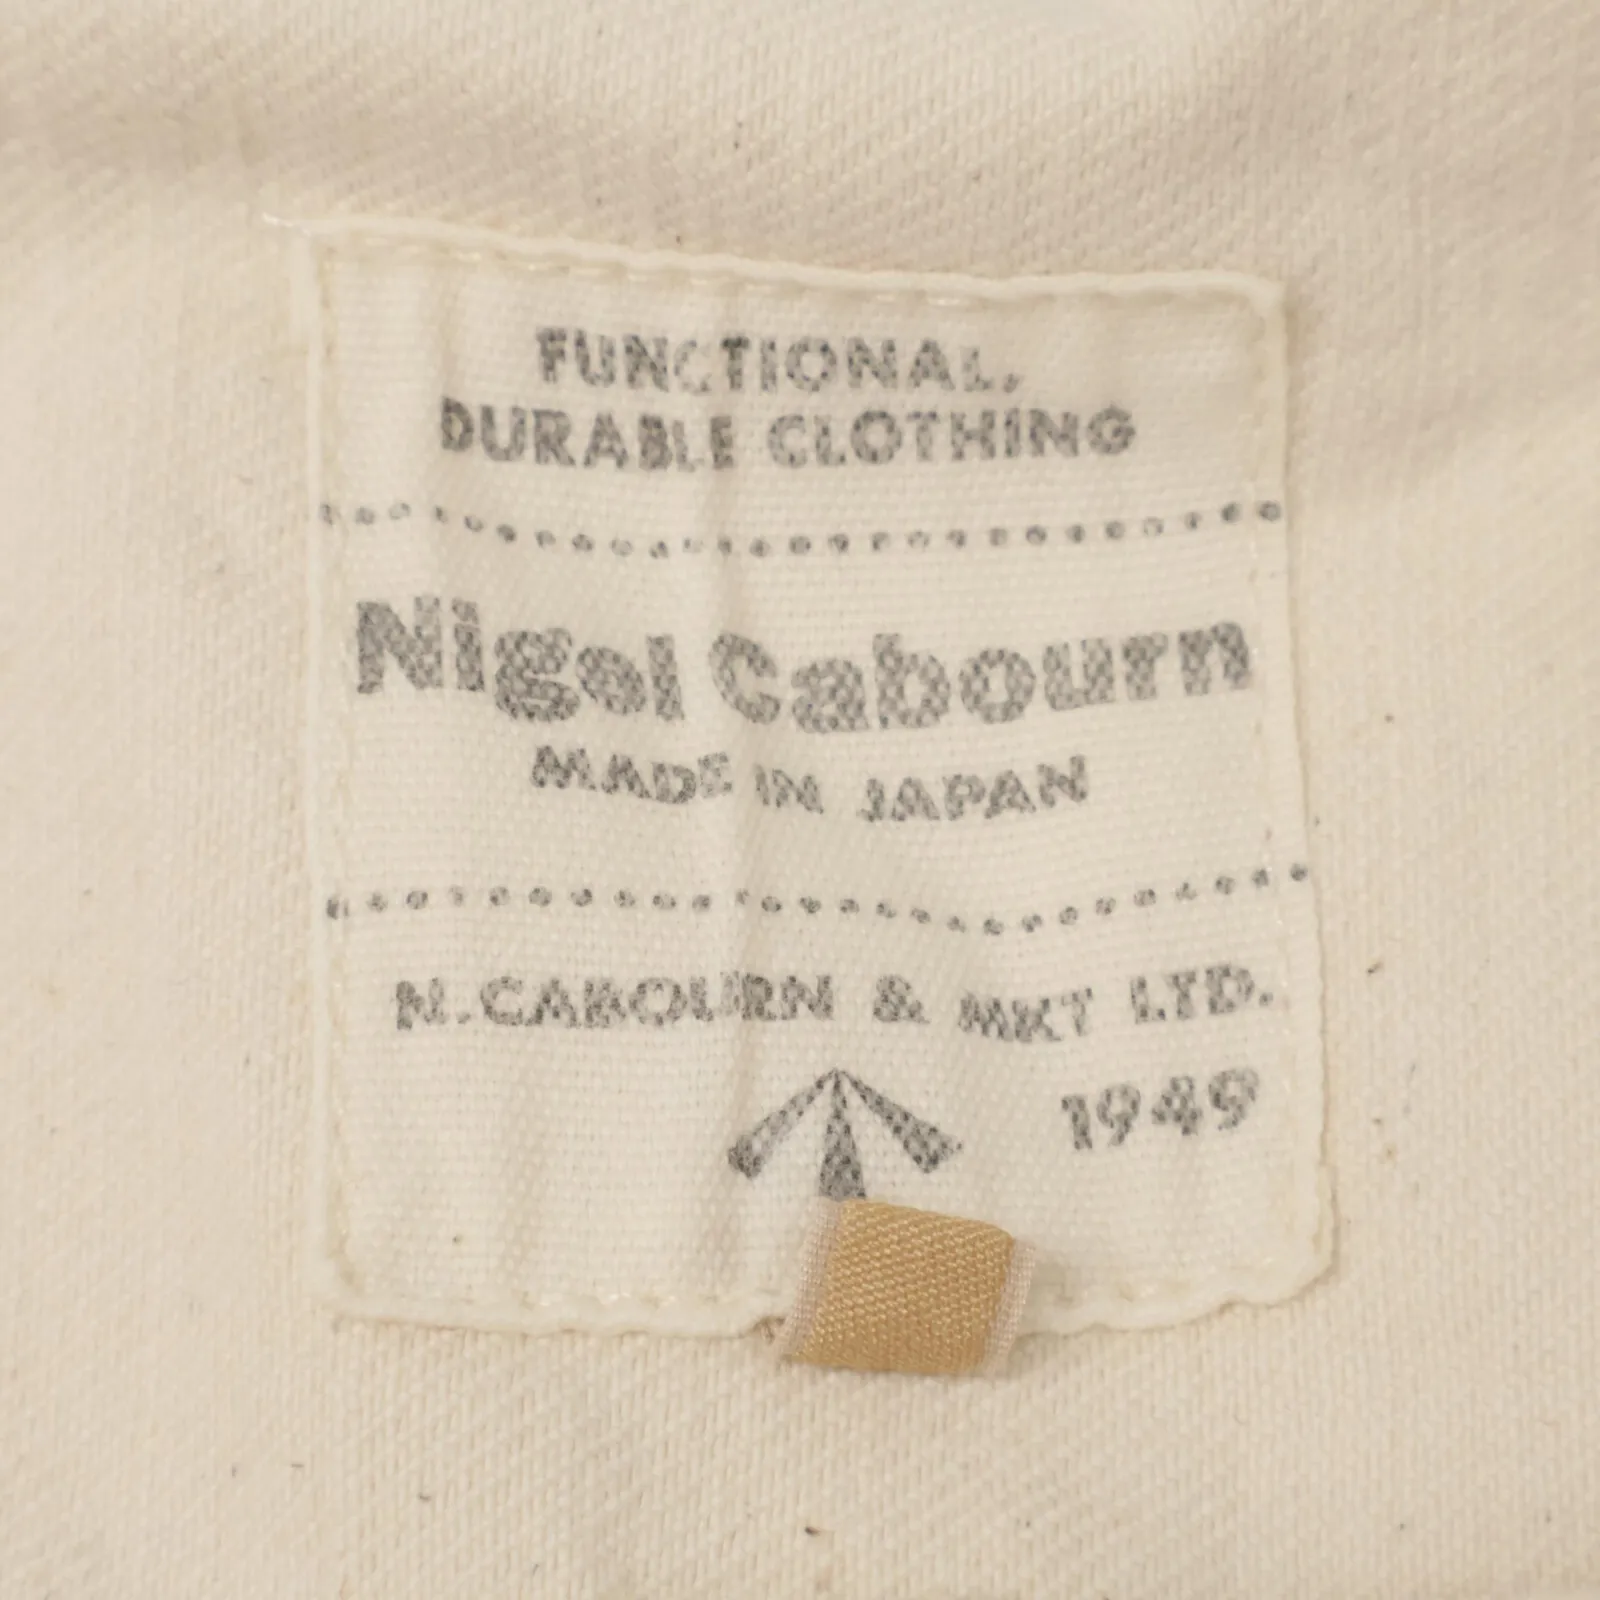 FUNCTIONAL,
DURABLE CLOTHING
Nigel Cabourn
MADE IN JAPAN
N.CABOURN & MKT LTD.
1949